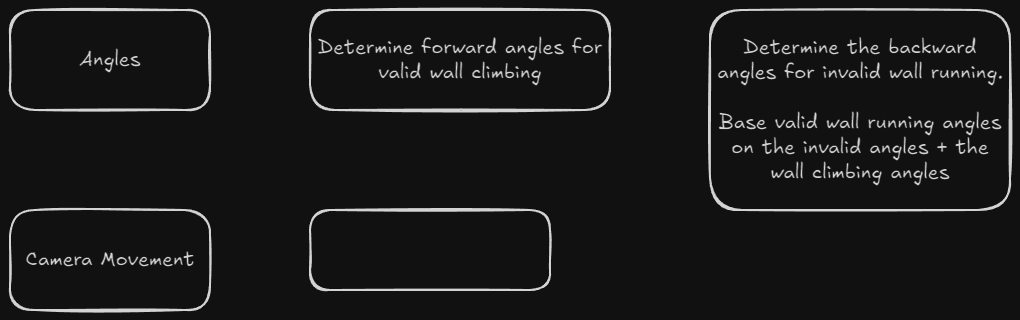 Angles
Determine forward angles for
valid wall climbing
Determine the backward
angles for invalid wall running.
Base valid wall running angles
on the invalid angles + the
wall climbing angles
Camera Movement